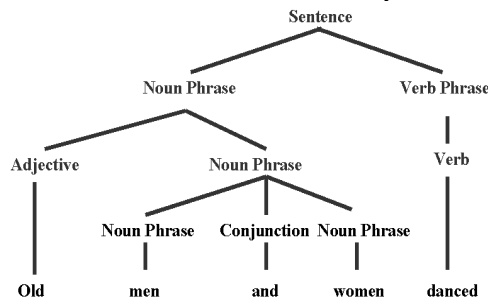 Sentence
Noun Phrase Verb Phrase
Adjective Noun Phrase Verb
Noun Phrase Conjunction Noun Phrase
Old men and women danced